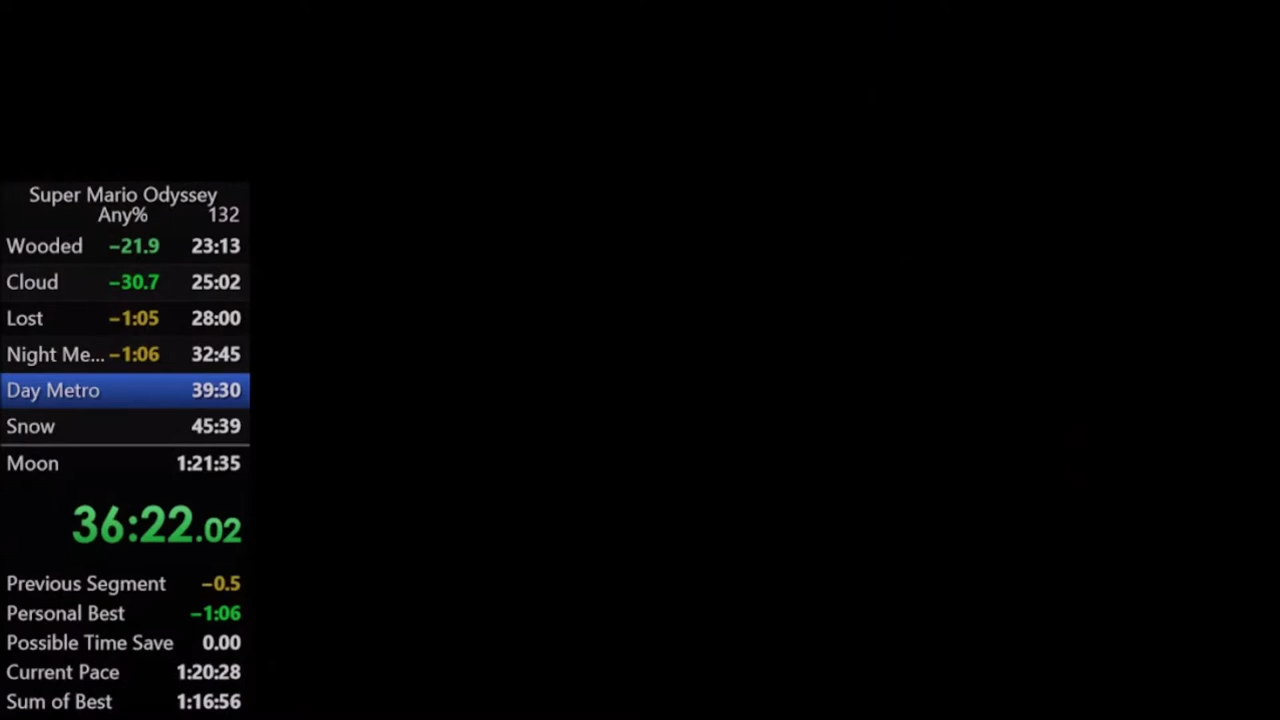 Super Mario Odyssey
Any% 132
Wooded −21.9 23:13
Cloud −30.7 25:02
Lost −1:05 28:00
Night Me... −1:06 32:45
Day Metro 39:30
Snow 45:39
Moon 1:21:35
36:22.02
Previous Segment −0.5
Personal Best −1:06
Possible Time Save 0.00
Current Pace 1:20:28
Sum of Best 1:16:56